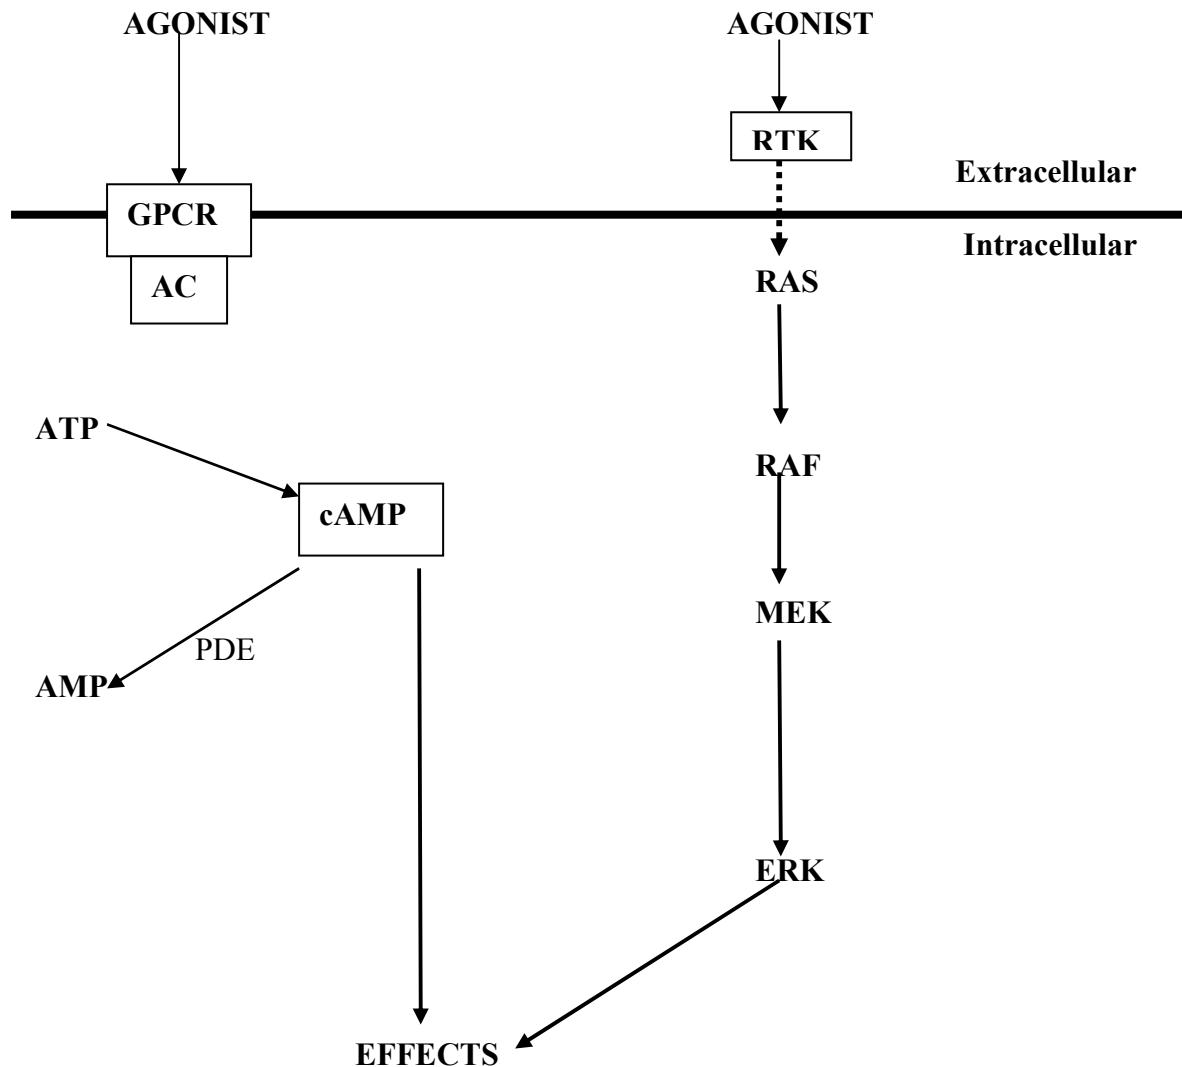 AGONIST
AGONIST
RTK
Extracellular
GPCR
Intracellular
AC
RAS
ATP
RAF
cAMP
MEK
PDE
AMP
ERK
EFFECTS